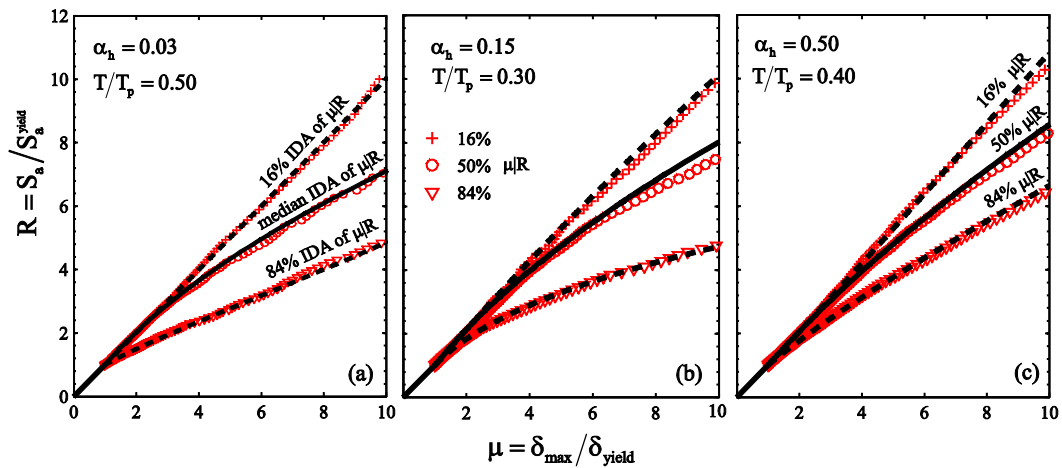 R = S_a/S_a^yield
12
10
8
6
4
2
0
α_h = 0.03
T/T_p = 0.50
16% IDA of μ|R
median IDA of μ|R
84% IDA of μ|R
(a)
0 2 4 6 8 10
α_h = 0.15
T/T_p = 0.30
16%
50% μ|R
84%
(b)
2 4 6 8 10
α_h = 0.50
T/T_p = 0.40
16% μ|R
50% μ|R
84% μ|R
(c)
2 4 6 8 10
μ = δ_max/δ_yield